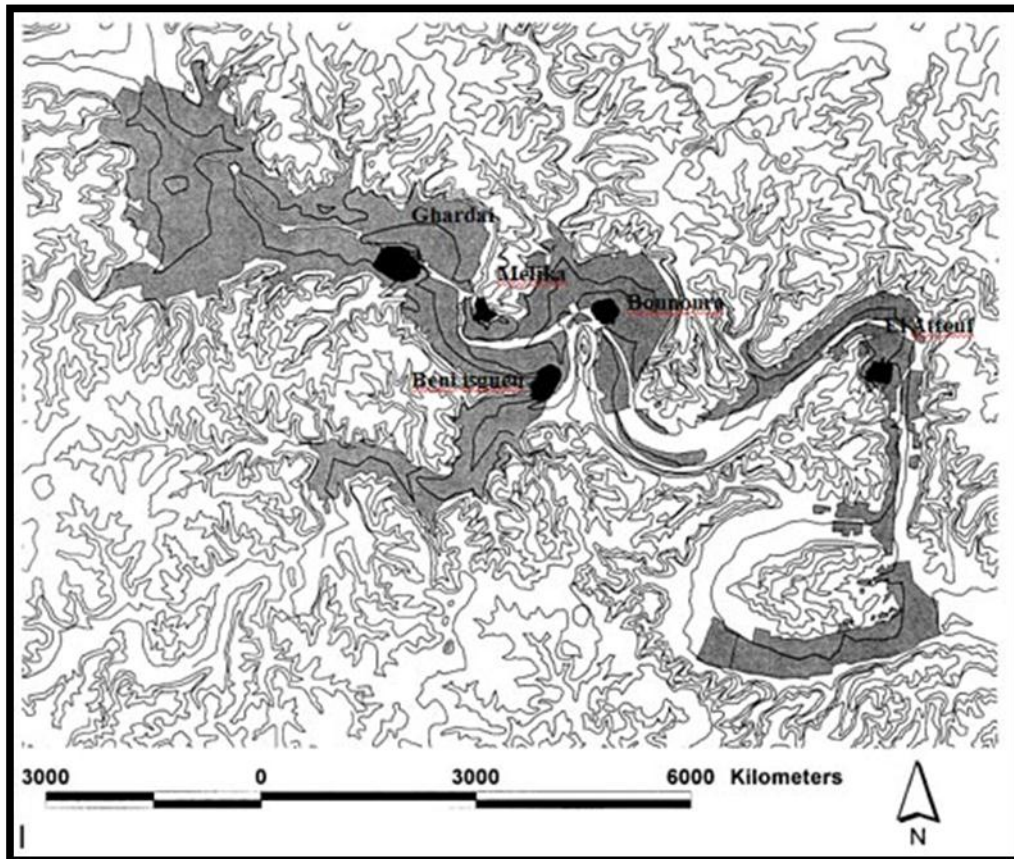 Ghardai
Melika
Bounoura
El Atteuf
Beni isguen
3000 0 3000 6000 Kilometers
N